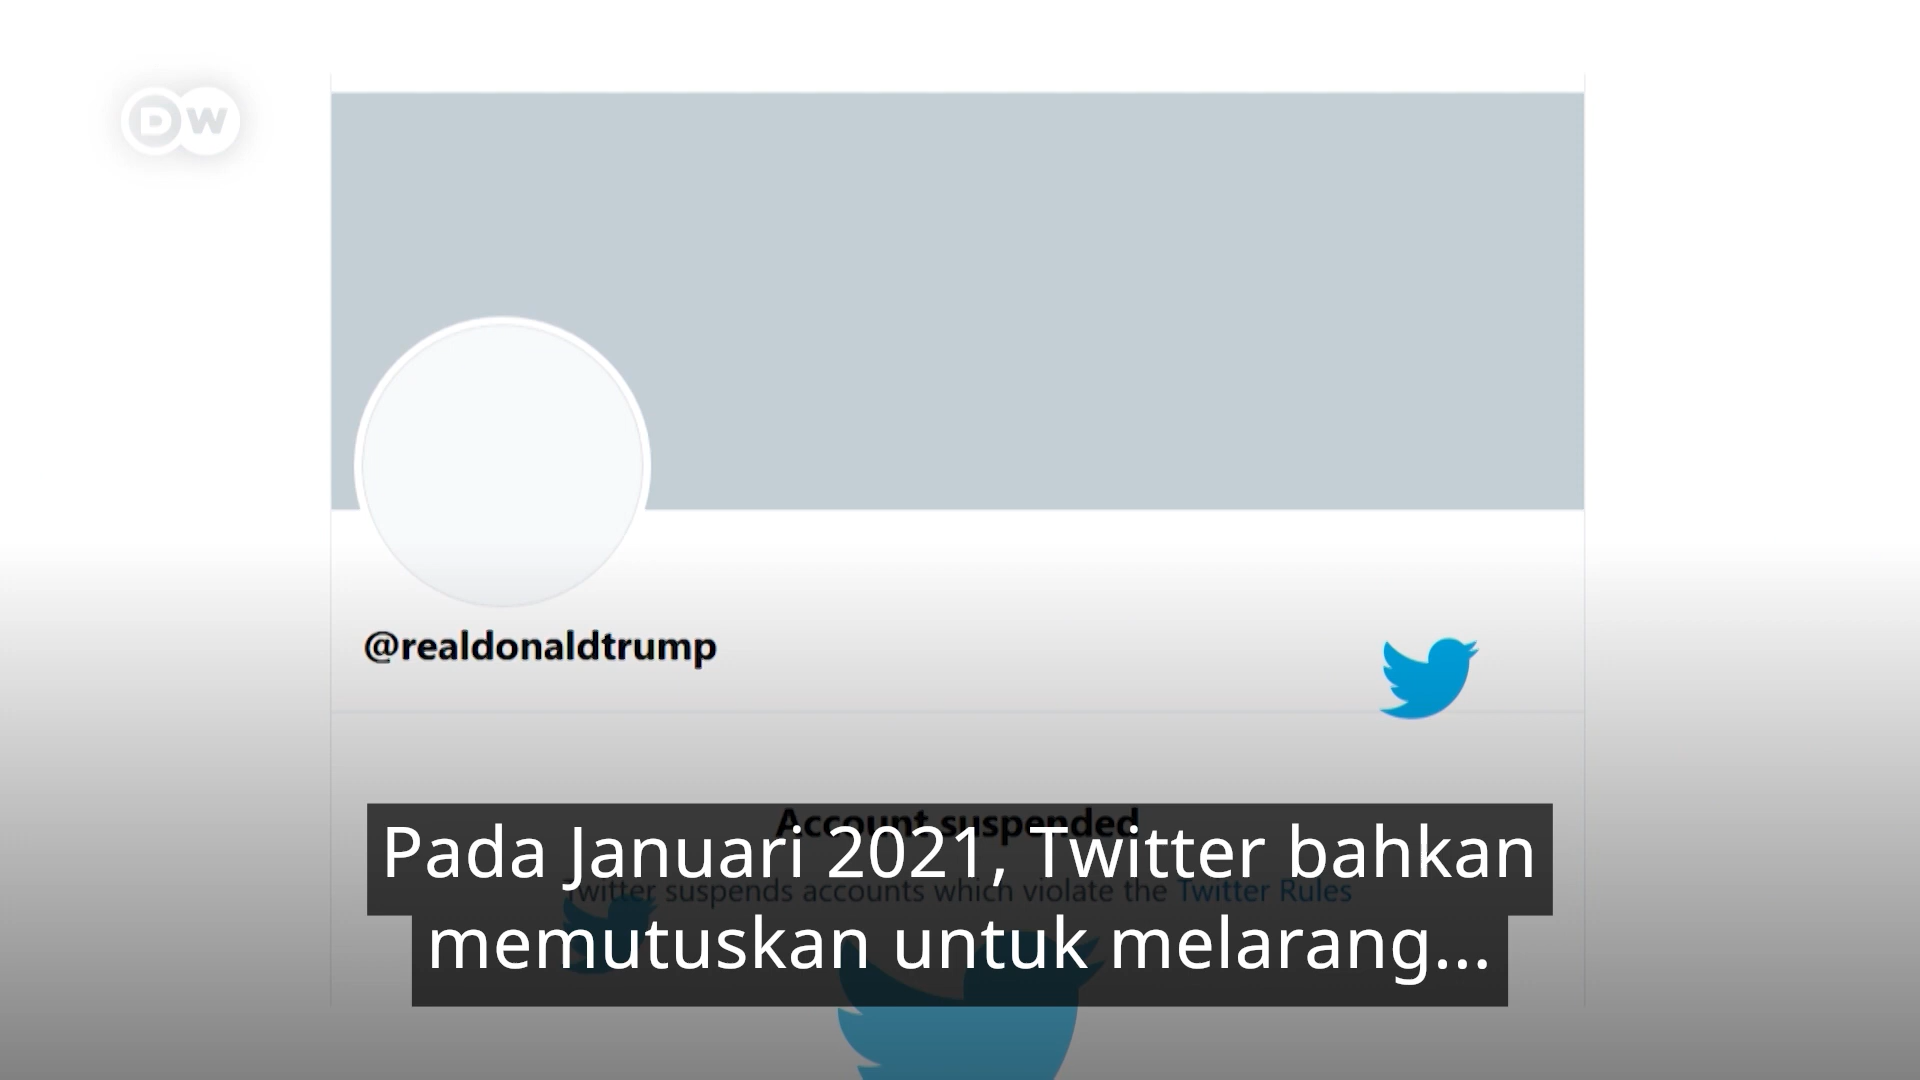 DW
@realdonaldtrump
Account suspended
Twitter suspends accounts which violate the Twitter Rules
Pada Januari 2021, Twitter bahkan
memutuskan untuk melarang...